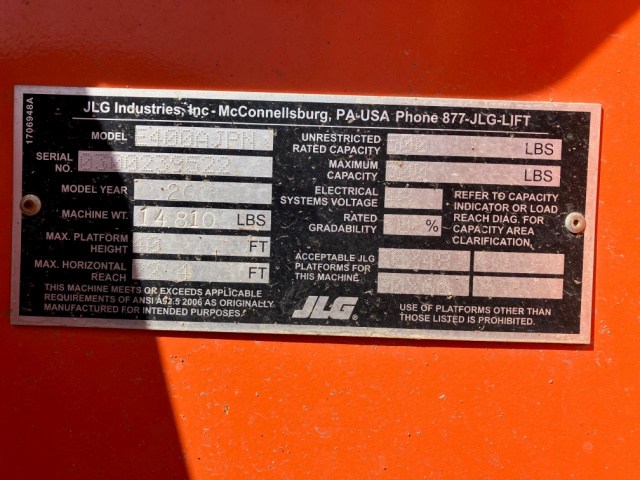 1706948A
JLG Industries, Inc - McConnellsburg, PA-USA Phone 877-JLG-LIFT
MODEL E400AJPN
SERIAL NO. 0300239522
MODEL YEAR
MACHINE WT. 14,810 LBS
MAX. PLATFORM HEIGHT 40 FT
MAX. HORIZONTAL REACH FT
THIS MACHINE MEETS OR EXCEEDS APPLICABLE
REQUIREMENTS OF ANSI A92.5 2006 AS ORIGINALLY
MANUFACTURED FOR INTENDED PURPOSES.
UNRESTRICTED
RATED CAPACITY 500 LBS
MAXIMUM
CAPACITY LBS
ELECTRICAL
SYSTEMS VOLTAGE
RATED
GRADABILITY %
REFER TO CAPACITY
INDICATOR OR LOAD
REACH DIAG. FOR
CAPACITY AREA
CLARIFICATION.
ACCEPTABLE JLG
PLATFORMS FOR
THIS MACHINE
JLG®
USE OF PLATFORMS OTHER THAN
THOSE LISTED IS PROHIBITED.